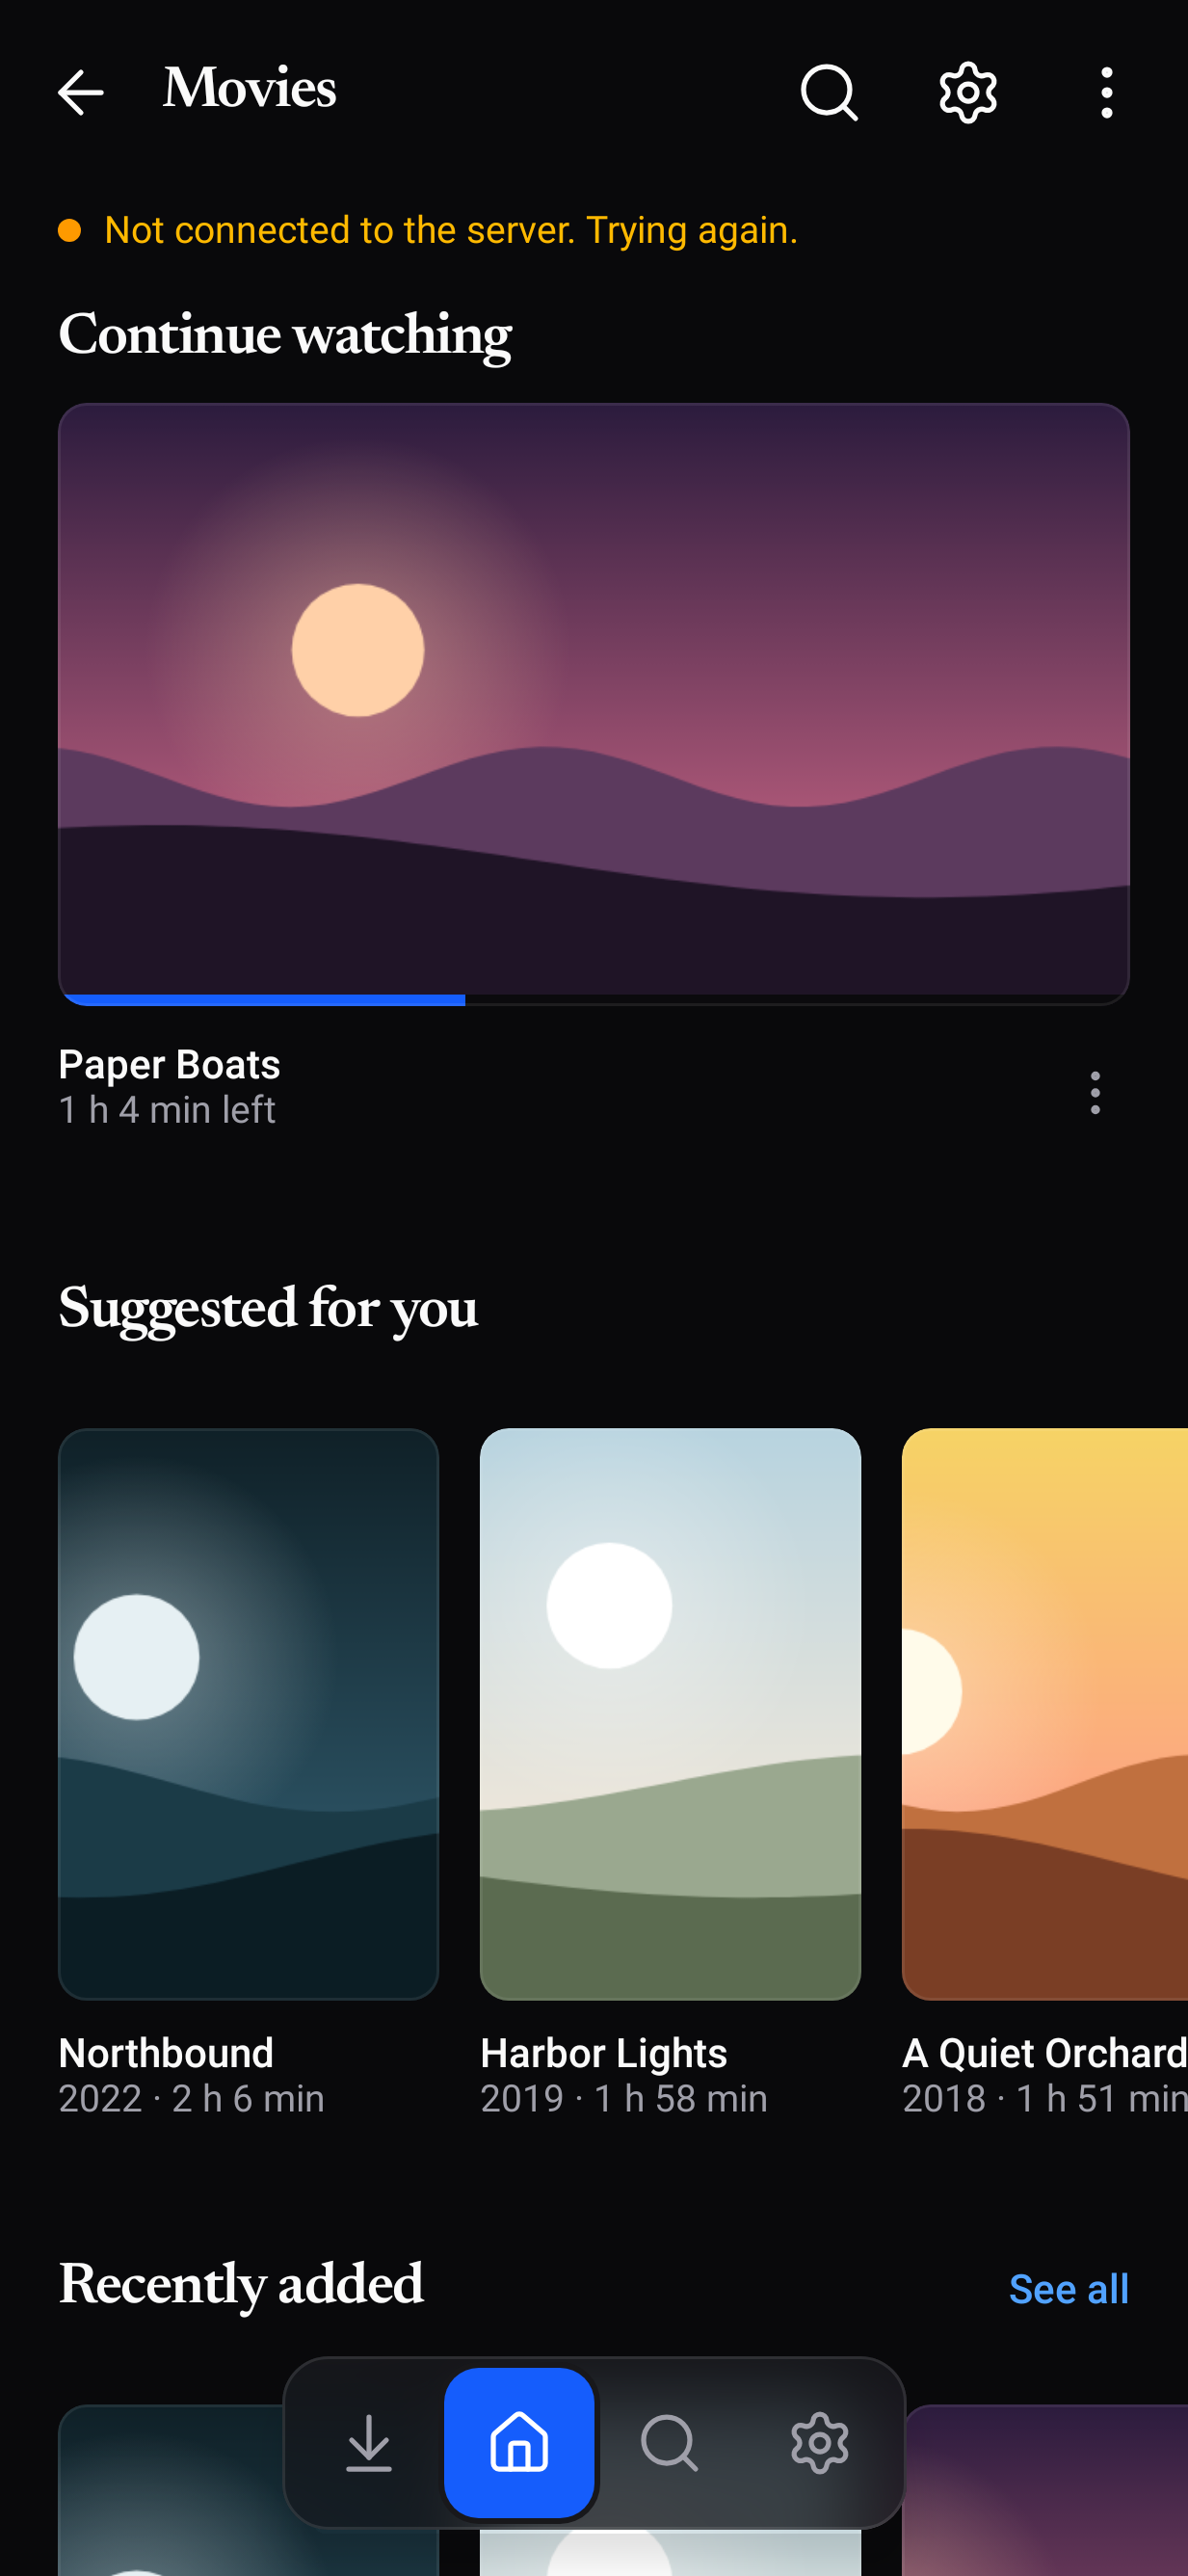 Movies
Not connected to the server. Trying again.
Continue watching
Paper Boats
1 h 4 min left
Suggested for you
Northbound
2022 · 2 h 6 min
Harbor Lights
2019 · 1 h 58 min
A Quiet Orchard
2018 · 1 h 51 min
Recently added
See all